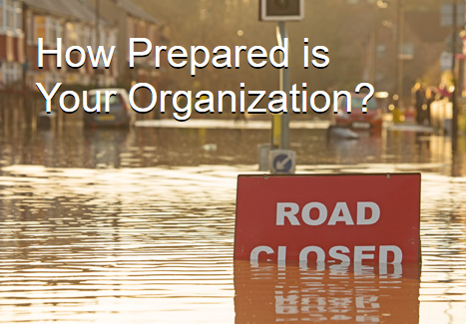 How Prepared is
Your Organization?
ROAD
CLOSED